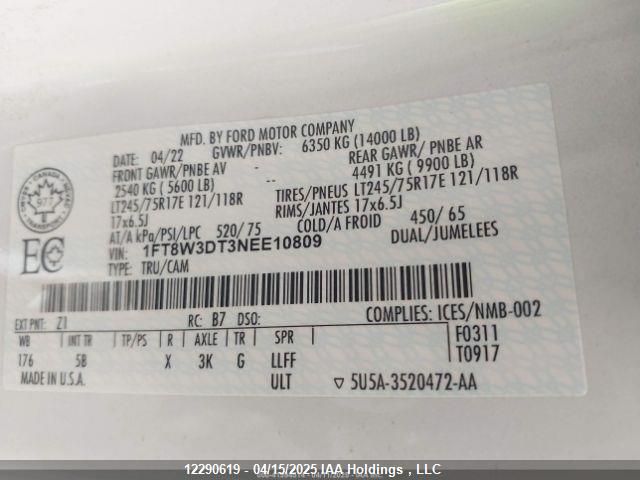 MFD. BY FORD MOTOR COMPANY
DATE: 04/22 GVWR/PNBV: 6350 KG (14000 LB)
FRONT GAWR/PNBE AV REAR GAWR/ PNBE AR
2540 KG ( 5600 LB) 4491 KG ( 9900 LB)
LT245/75R17E 121/118R TIRES/PNEUS LT245/75R17E 121/118R
17x6.5J RIMS/JANTES 17x6.5J
AT/A kPa/PSI/LPC 520/ 75 COLD/A FROID 450/ 65
VIN: 1FT8W3DT3NEE10809 DUAL/JUMELEES
TYPE: TRU/CAM
CANADA
977
TRANSPORT
EC
EXT PNT: Z1 RC: B7 DSO: COMPLIES: ICES/NMB-002
WB INT TR TP/PS R AXLE TR SPR F0311
176 5B X 3K G LLFF T0917
MADE IN U.S.A. ULT ▽ 5U5A-3520472-AA
12290619 - 04/15/2025 IAA Holdings , LLC